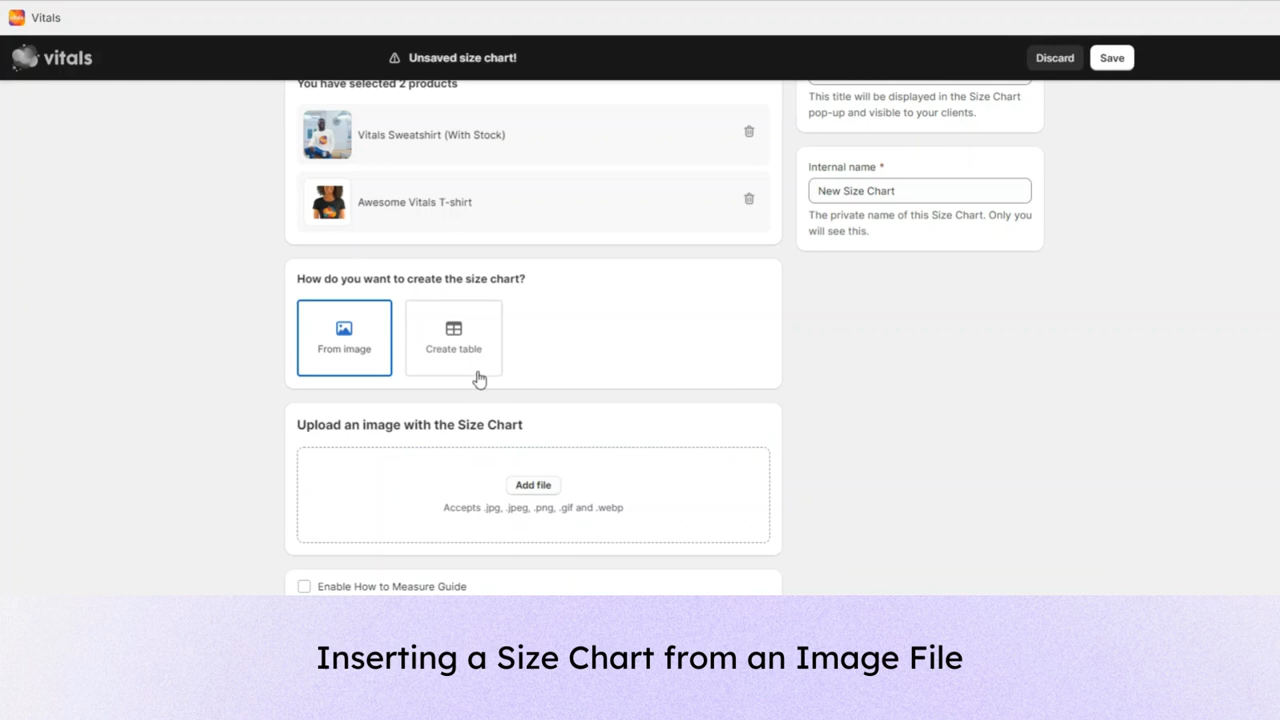 Vitals
vitals
Unsaved size chart!
Discard
Save
You have selected 2 products
Vitals Sweatshirt (With Stock)
Awesome Vitals T-shirt
This title will be displayed in the Size Chart
pop-up and visible to your clients.
Internal name *
New Size Chart
The private name of this Size Chart. Only you
will see this.
How do you want to create the size chart?
From image
Create table
Upload an image with the Size Chart
Add file
Accepts .jpg, .jpeg, .png, .gif and .webp
Enable How to Measure Guide
Inserting a Size Chart from an Image File